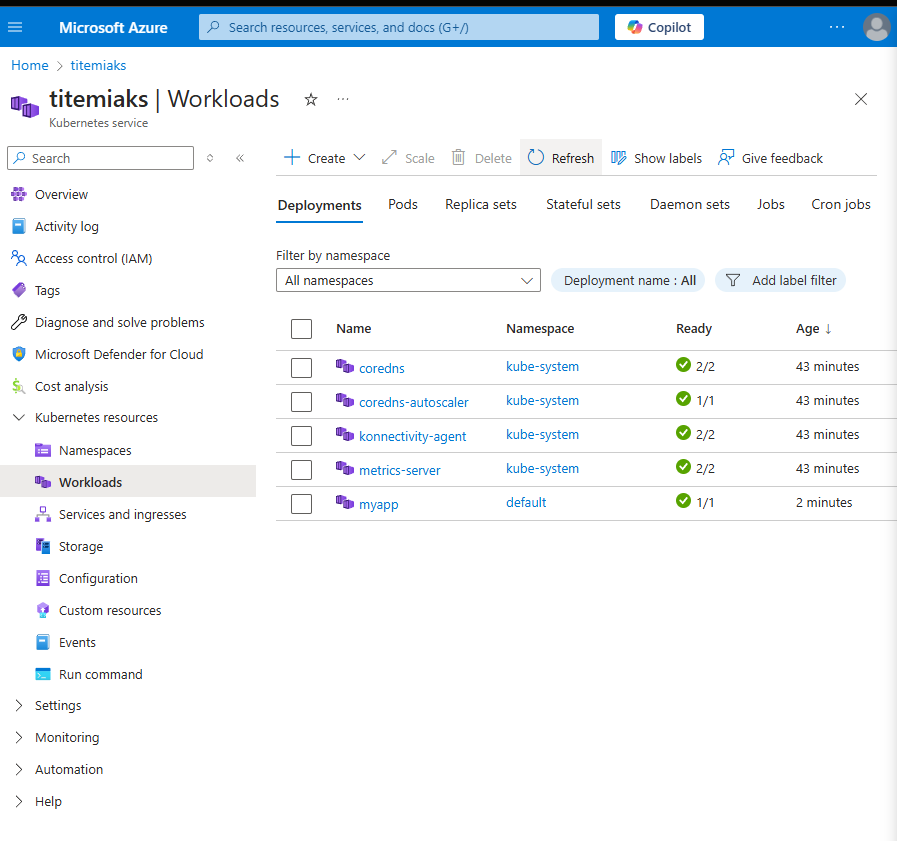 Microsoft Azure
Search resources, services, and docs (G+/)
Copilot
Home > titemiaks
titemiaks | Workloads
Kubernetes service
Search
Create Scale Delete Refresh Show labels Give feedback
Overview
Activity log
Access control (IAM)
Tags
Diagnose and solve problems
Microsoft Defender for Cloud
Cost analysis
Kubernetes resources
Namespaces
Workloads
Services and ingresses
Storage
Configuration
Custom resources
Events
Run command
Settings
Monitoring
Automation
Help
Deployments Pods Replica sets Stateful sets Daemon sets Jobs Cron jobs
Filter by namespace
All namespaces Deployment name : All Add label filter
Name Namespace Ready Age ↓
coredns kube-system 2/2 43 minutes
coredns-autoscaler kube-system 1/1 43 minutes
konnectivity-agent kube-system 2/2 43 minutes
metrics-server kube-system 2/2 43 minutes
myapp default 1/1 2 minutes